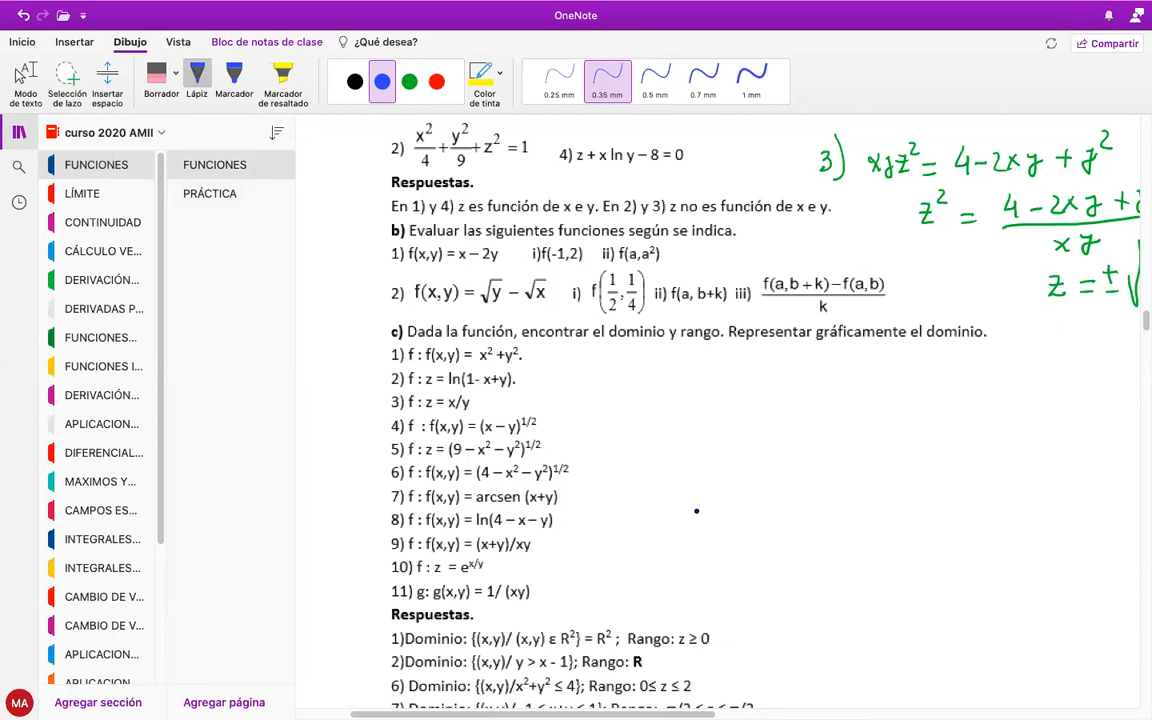 OneNote
Inicio Insertar Dibujo Vista Bloc de notas de clase ¿Qué desea? Compartir
Modo de texto
Selección de lazo
Insertar espacio
Borrador
Lápiz
Marcador
Marcador de resaltado
Color de tinta
0.25 mm 0.35 mm 0.5 mm 0.7 mm 1 mm
curso 2020 AMII
FUNCIONES
LÍMITE
CONTINUIDAD
CÁLCULO VE...
DERIVACIÓN...
DERIVADAS P...
FUNCIONES...
FUNCIONES I...
DERIVACIÓN...
APLICACION...
DIFERENCIAL...
MAXIMOS Y...
CAMPOS ES...
INTEGRALES...
INTEGRALES...
CAMBIO DE V...
CAMBIO DE V...
APLICACION...
APLICACION...
MA Agregar sección
FUNCIONES
PRÁCTICA
Agregar página
2) x²/4 + y²/9 + z² = 1 4) z + x ln y – 8 = 0
Respuestas.
En 1) y 4) z es función de x e y. En 2) y 3) z no es función de x e y.
b) Evaluar las siguientes funciones según se indica.
1) f(x,y) = x – 2y i)f(-1,2) ii) f(a,a²)
2) f(x,y) = √y – √x i) f(1/2, 1/4) ii) f(a, b+k) iii) (f(a,b+k) – f(a,b))/k
c) Dada la función, encontrar el dominio y rango. Representar gráficamente el dominio.
1) f : f(x,y) = x² +y².
2) f : z = ln(1- x+y).
3) f : z = x/y
4) f : f(x,y) = (x – y)^1/2
5) f : z = (9 – x² – y²)^1/2
6) f : f(x,y) = (4 – x² – y²)^1/2
7) f : f(x,y) = arcsen (x+y)
8) f : f(x,y) = ln(4 – x – y)
9) f : f(x,y) = (x+y)/xy
10) f : z = e^x/y
11) g: g(x,y) = 1/ (xy)
Respuestas.
1)Dominio: {(x,y)/ (x,y) ε R²} = R² ; Rango: z ≥ 0
2)Dominio: {(x,y)/ y > x - 1}; Rango: R
6) Dominio: {(x,y)/x²+y² ≤ 4}; Rango: 0≤ z ≤ 2
3) xyz² = 4 – 2xy + y²
z² = 4 – 2xy +
xy
z = ± √